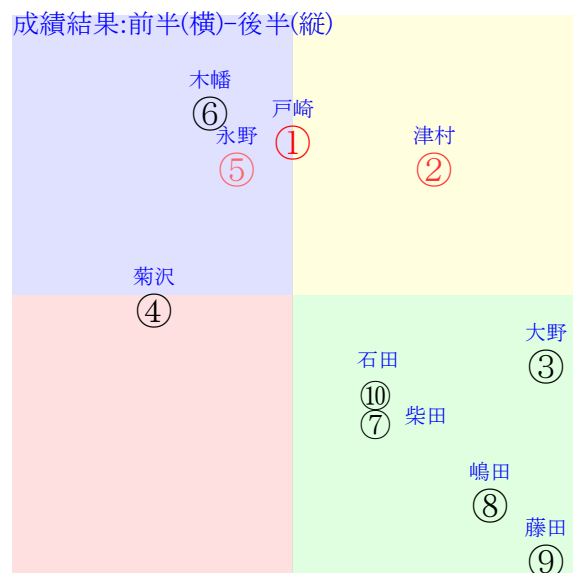 成績結果:前半(横)-後半(縦)
木幡
⑥
戸崎
①
永野
⑤
津村
②
菊沢
④
大野
③
石田
⑩
⑦
柴田
嶋田
⑧
藤田
⑨